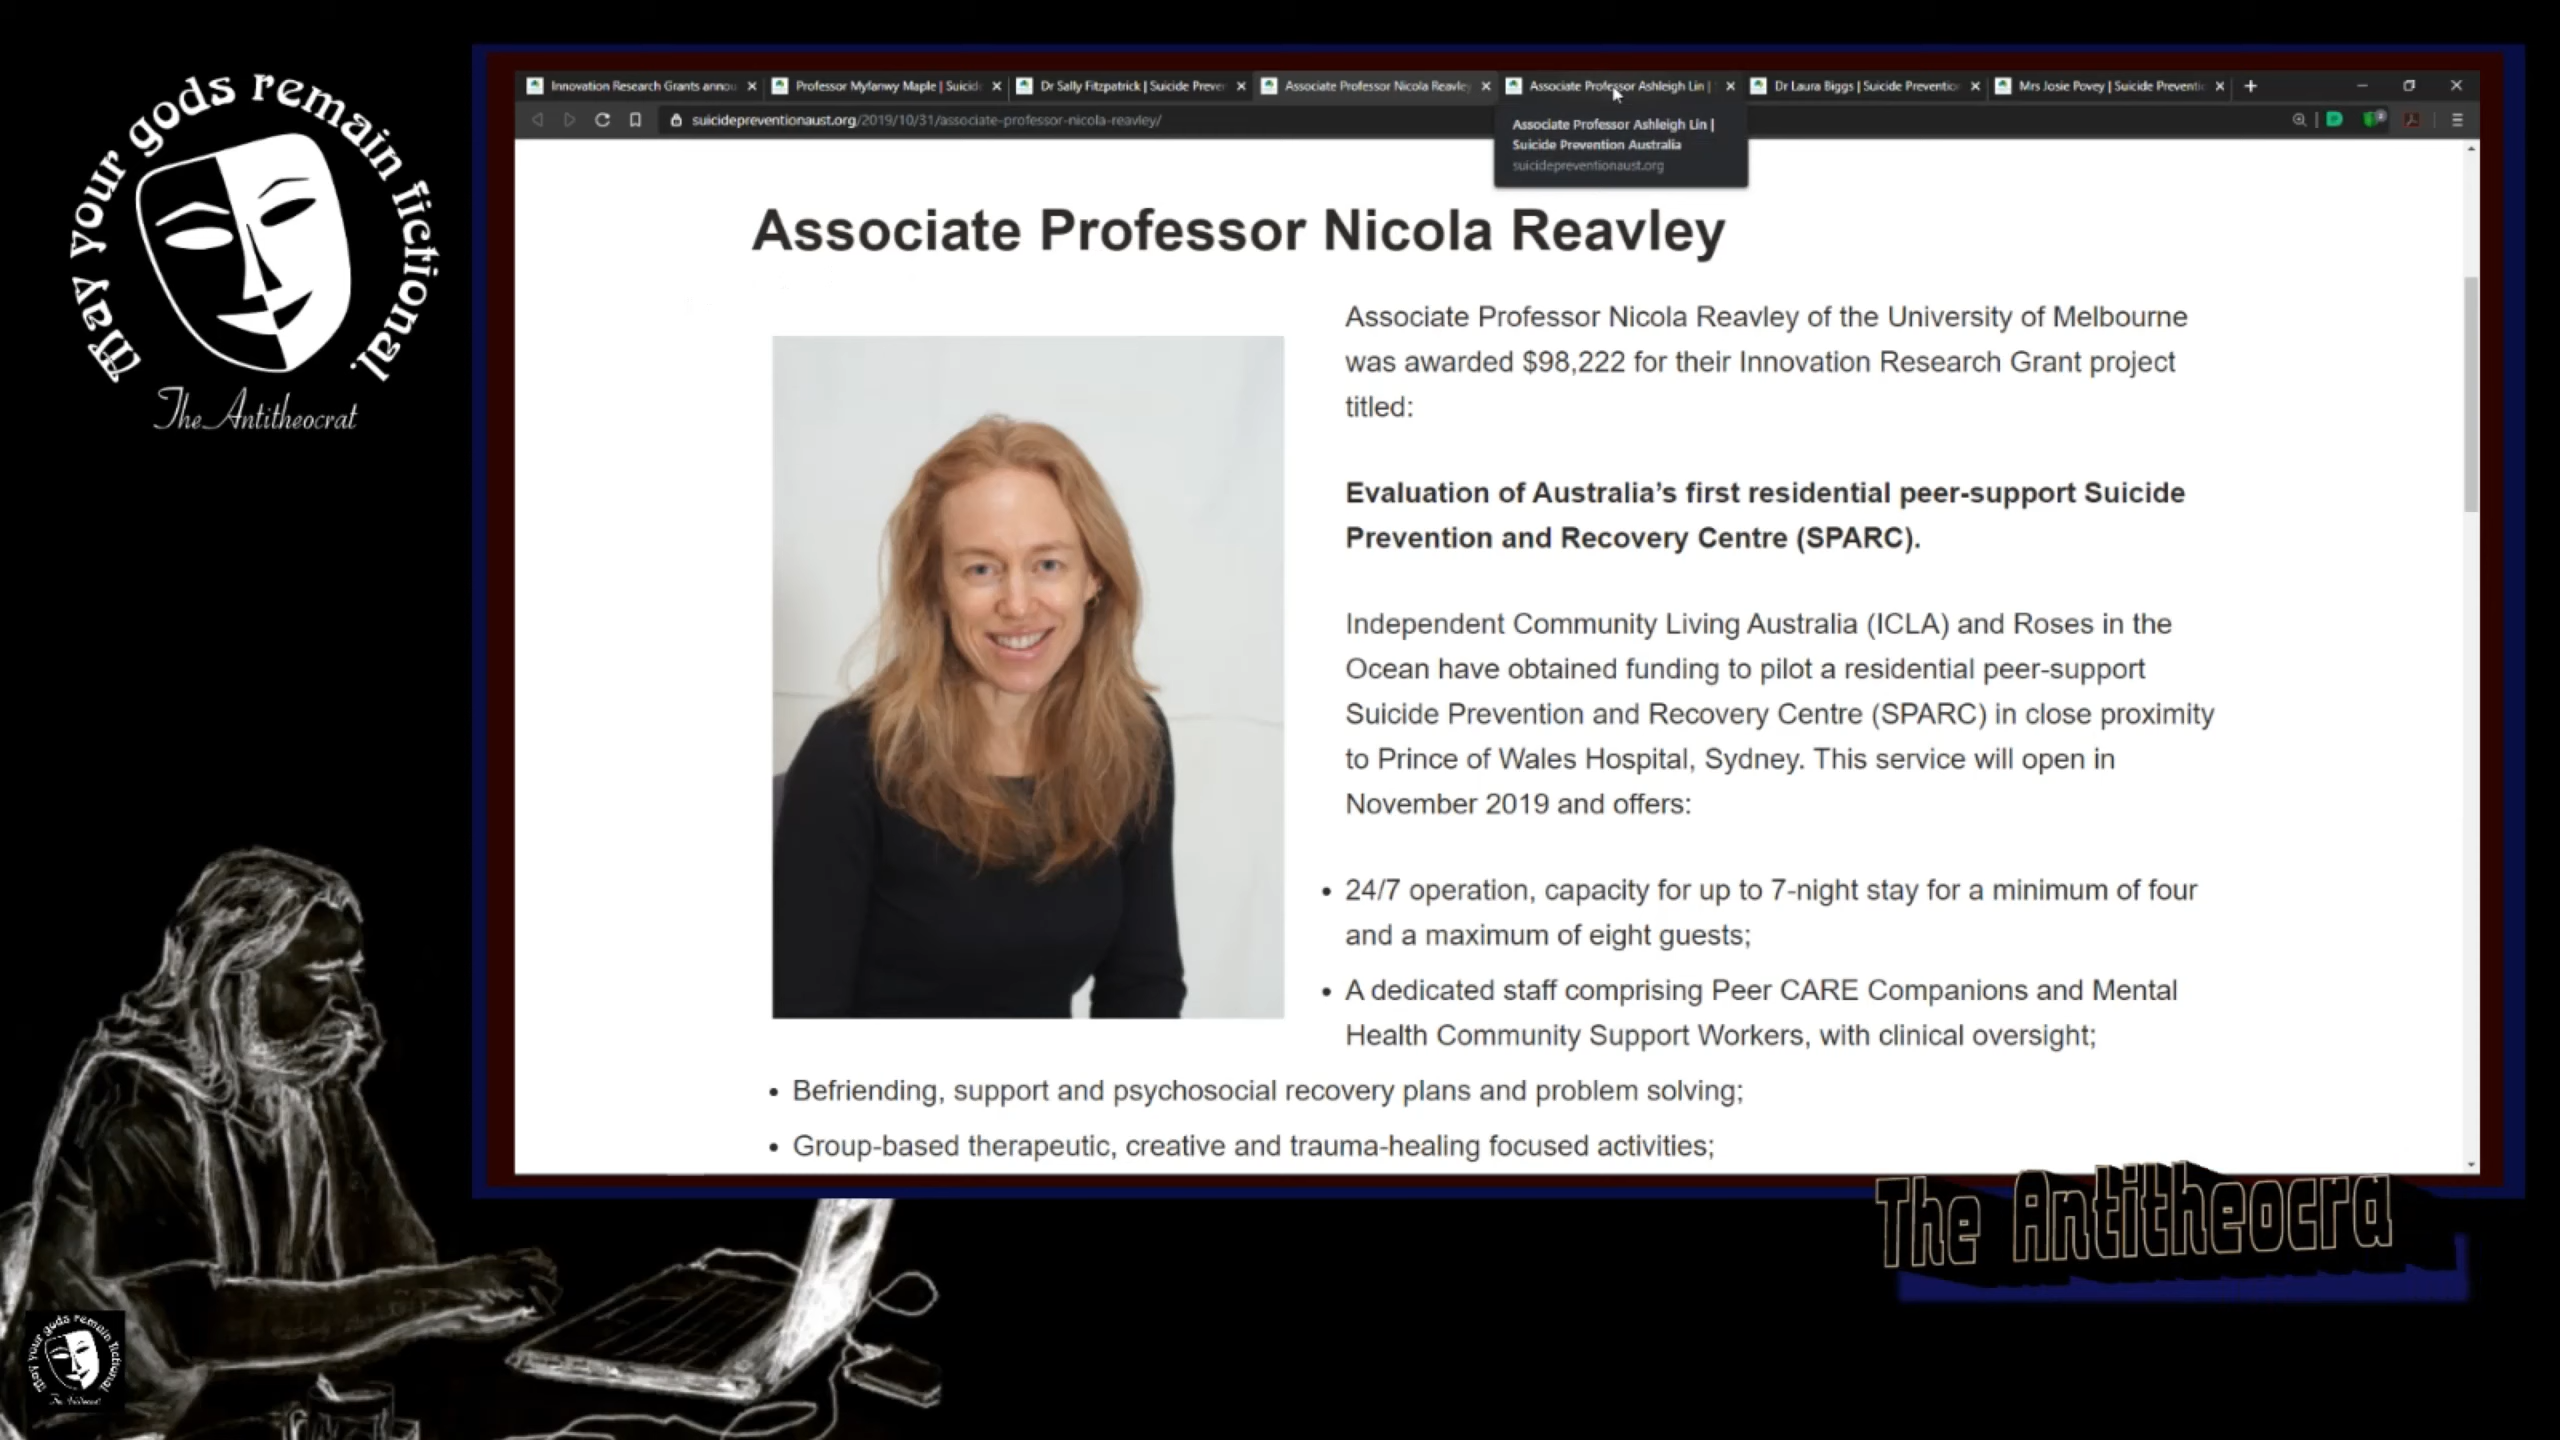 May your gods remain fictional.
The Antitheocrat
Innovation Research Grants annou
Professor Myfanwy Maple | Suicid
Dr Sally Fitzpatrick | Suicide Preve
Associate Professor Nicola Reavley
Associate Professor Ashleigh Lin |
Dr Laura Biggs | Suicide Preventio
Mrs Josie Povey | Suicide Preventi
suicidepreventionaust.org/2019/10/31/associate-professor-nicola-reavley/
Associate Professor Ashleigh Lin |
Suicide Prevention Australia
suicidepreventionaust.org
Associate Professor Nicola Reavley
Associate Professor Nicola Reavley of the University of Melbourne
was awarded $98,222 for their Innovation Research Grant project
titled:
Evaluation of Australia’s first residential peer-support Suicide
Prevention and Recovery Centre (SPARC).
Independent Community Living Australia (ICLA) and Roses in the
Ocean have obtained funding to pilot a residential peer-support
Suicide Prevention and Recovery Centre (SPARC) in close proximity
to Prince of Wales Hospital, Sydney. This service will open in
November 2019 and offers:
• 24/7 operation, capacity for up to 7-night stay for a minimum of four
and a maximum of eight guests;
• A dedicated staff comprising Peer CARE Companions and Mental
Health Community Support Workers, with clinical oversight;
• Befriending, support and psychosocial recovery plans and problem solving;
• Group-based therapeutic, creative and trauma-healing focused activities;
The Antitheocra
May your gods remain fictional.